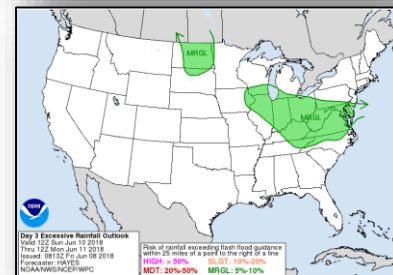 MRGL
MRGL
NOAA
Day 3 Excessive Rainfall Outlook
Valid 12Z Sun Jun 10 2018
Thru 12Z Mon Jun 11 2018
Issued: 0813Z Fri Jun 08 2018
Forecaster: HAYES
NOAA/NWS/NCEP/WPC
Risk of rainfall exceeding flash flood guidance
within 25 miles of a point to the right of a line
HIGH: > 50% SLGT: 10%-20%
MDT: 20%-50% MRGL: 5%-10%